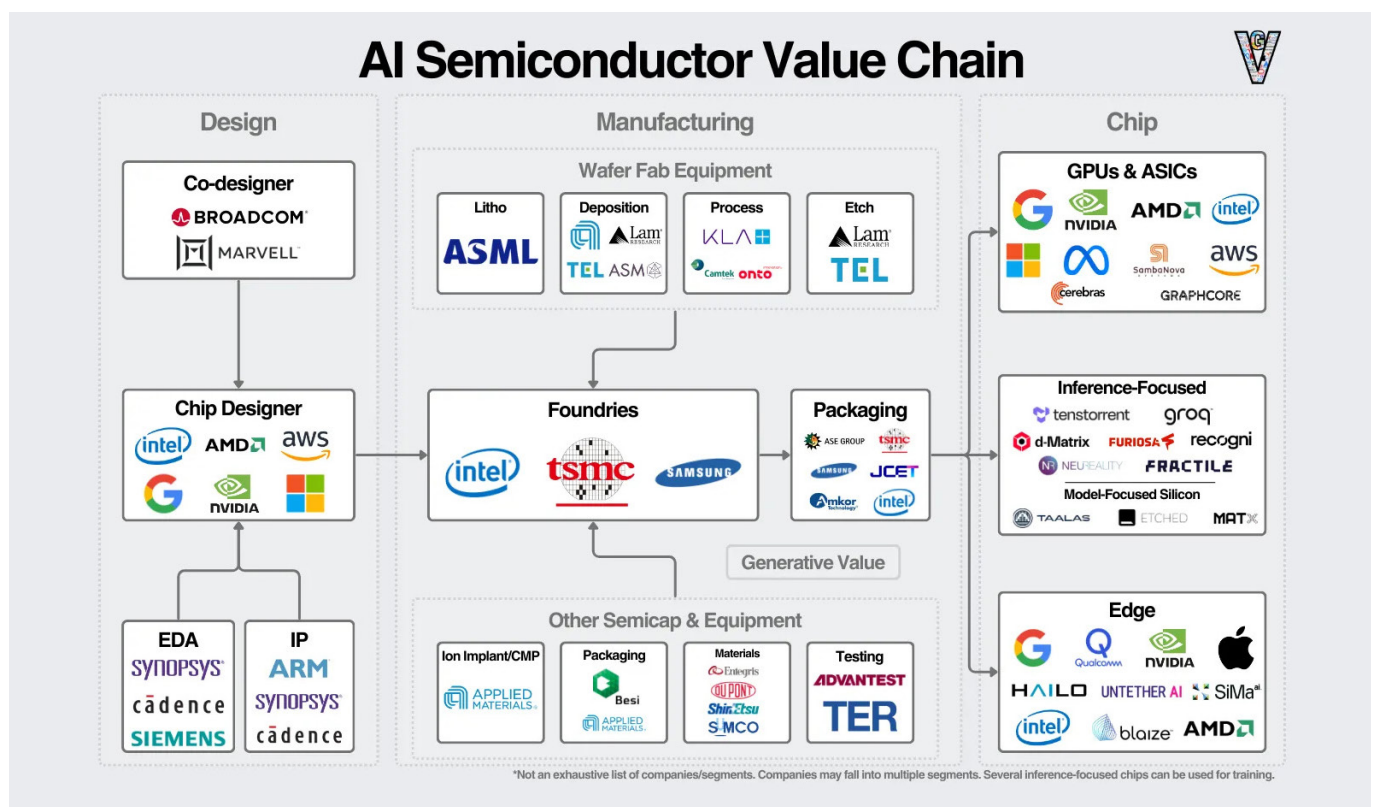 AI Semiconductor Value Chain
VG
Design
Co-designer
BROADCOM
MARVELL
Chip Designer
intel AMD aws
G NVIDIA
EDA
SYNOPSYS
cādence
SIEMENS
IP
ARM
SYNOPSYS
cādence
Manufacturing
Wafer Fab Equipment
Litho
ASML
Deposition
Lam
RESEARCH
TEL ASM
Process
KLA
Camtek onto
Etch
Lam
RESEARCH
TEL
Foundries
intel tsmc SAMSUNG
Packaging
ASE GROUP tsmc
SAMSUNG JCET
Amkor
Technology
intel
Generative Value
Other Semicap & Equipment
Ion Implant/CMP
APPLIED
MATERIALS
Packaging
Besi
APPLIED
MATERIALS
Materials
Entegris
DUPONT
ShinEtsu
SUMCO
Testing
ADVANTEST
TER
Chip
GPUs & ASICs
G NVIDIA AMD intel
SambaNova
SYSTEMS
aws
cerebras GRAPHCORE
Inference-Focused
tenstorrent groq
d-Matrix FURIOSA recogni
NR NEUREALITY FRACTILE
Model-Focused Silicon
TAALAS ETCHED MATX
Edge
G Qualcomm NVIDIA
HAILO UNTETHER AI SiMa.ai
intel blaize AMD
*Not an exhaustive list of companies/segments. Companies may fall into multiple segments. Several inference-focused chips can be used for training.